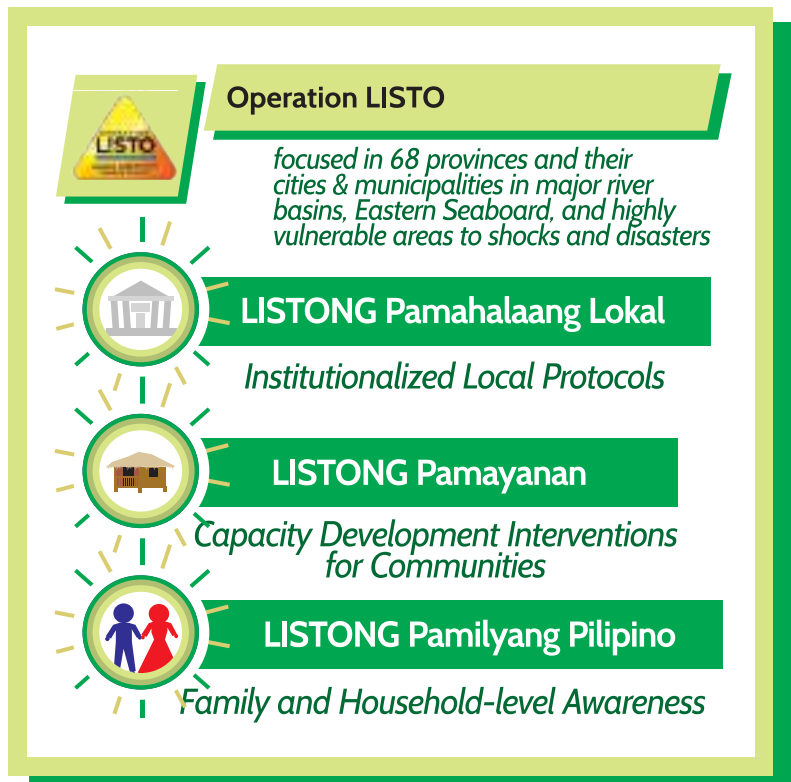 LISTO
Operation LISTO
focused in 68 provinces and their
cities & municipalities in major river
basins, Eastern Seaboard, and highly
vulnerable areas to shocks and disasters
LISTONG Pamahalaang Lokal
Institutionalized Local Protocols
LISTONG Pamayanan
Capacity Development Interventions
for Communities
LISTONG Pamilyang Pilipino
Family and Household-level Awareness